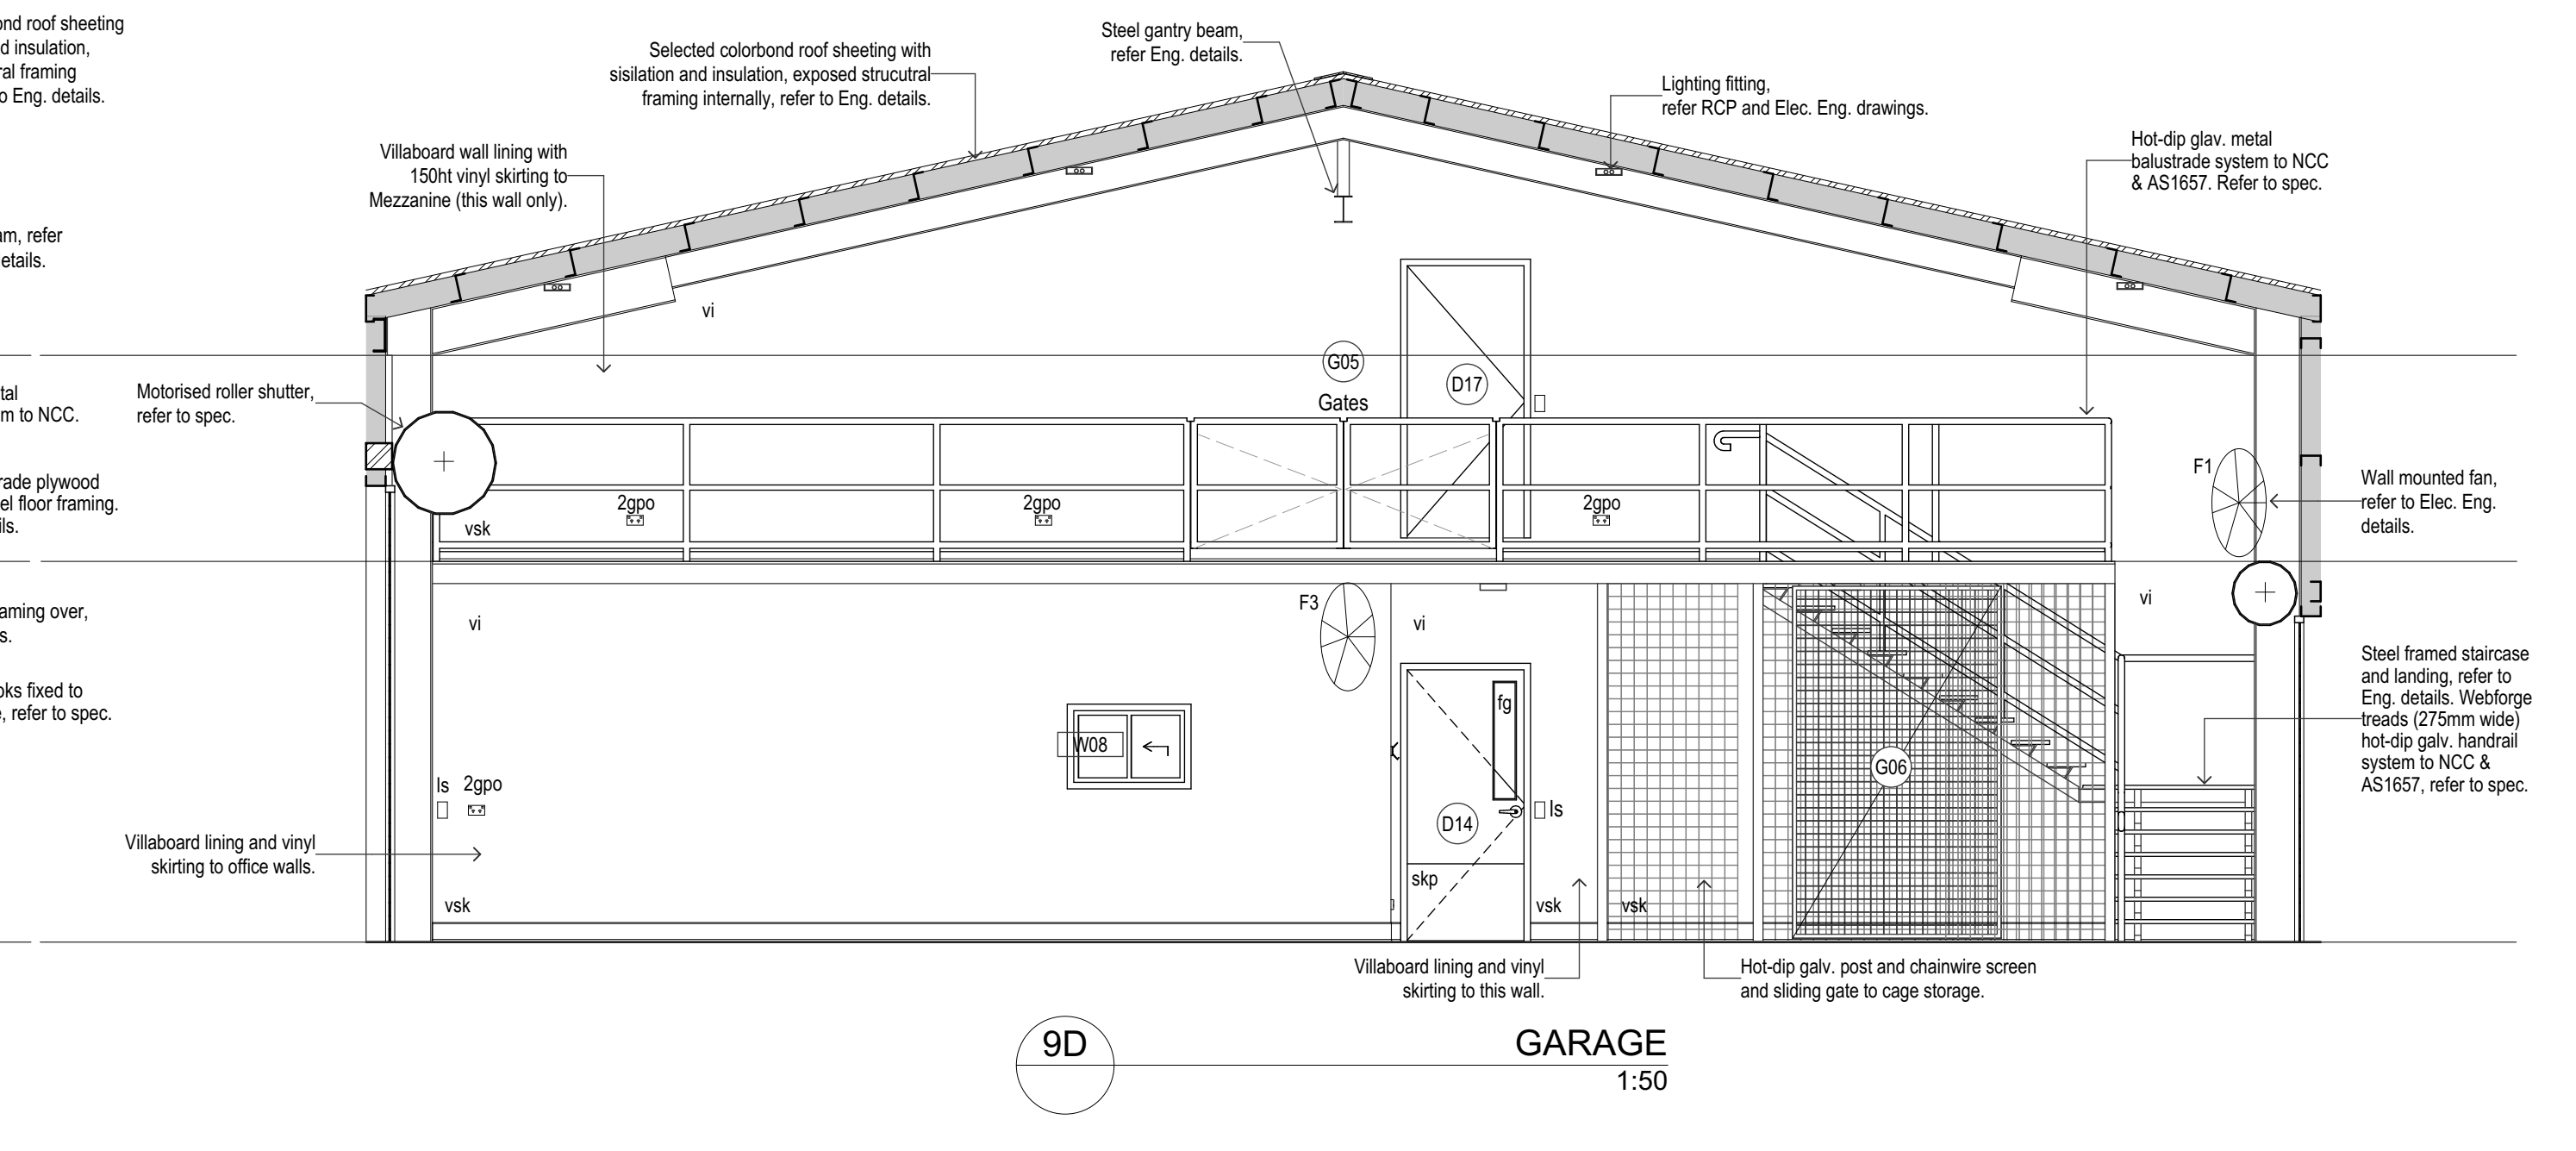 ond roof sheeting
d insulation,
ral framing
o Eng. details.
am, refer
etails.
tal
m to NCC.
rade plywood
el floor framing.
ils.
aming over,
s.
oks fixed to
e, refer to spec.
Selected colorbond roof sheeting with
sisilation and insulation, exposed strucutral
framing internally, refer to Eng. details.
Steel gantry beam,
refer Eng. details.
Lighting fitting,
refer RCP and Elec. Eng. drawings.
Hot-dip glav. metal
balustrade system to NCC
& AS1657. Refer to spec.
Villaboard wall lining with
150ht vinyl skirting to
Mezzanine (this wall only).
Motorised roller shutter,
refer to spec.
vi
G05
Gates
D17
2gpo
2gpo
2gpo
vsk
F1
Wall mounted fan,
refer to Elec. Eng.
details.
F3
vi
vi
vi
fg
W08
G06
ls 2gpo
D14
ls
skp
vsk
vsk
vsk
Steel framed staircase
and landing, refer to
Eng. details. Webforge
treads (275mm wide)
hot-dip galv. handrail
system to NCC &
AS1657, refer to spec.
Villaboard lining and vinyl
skirting to office walls.
Villaboard lining and vinyl
skirting to this wall.
Hot-dip galv. post and chainwire screen
and sliding gate to cage storage.
9D
GARAGE
1:50